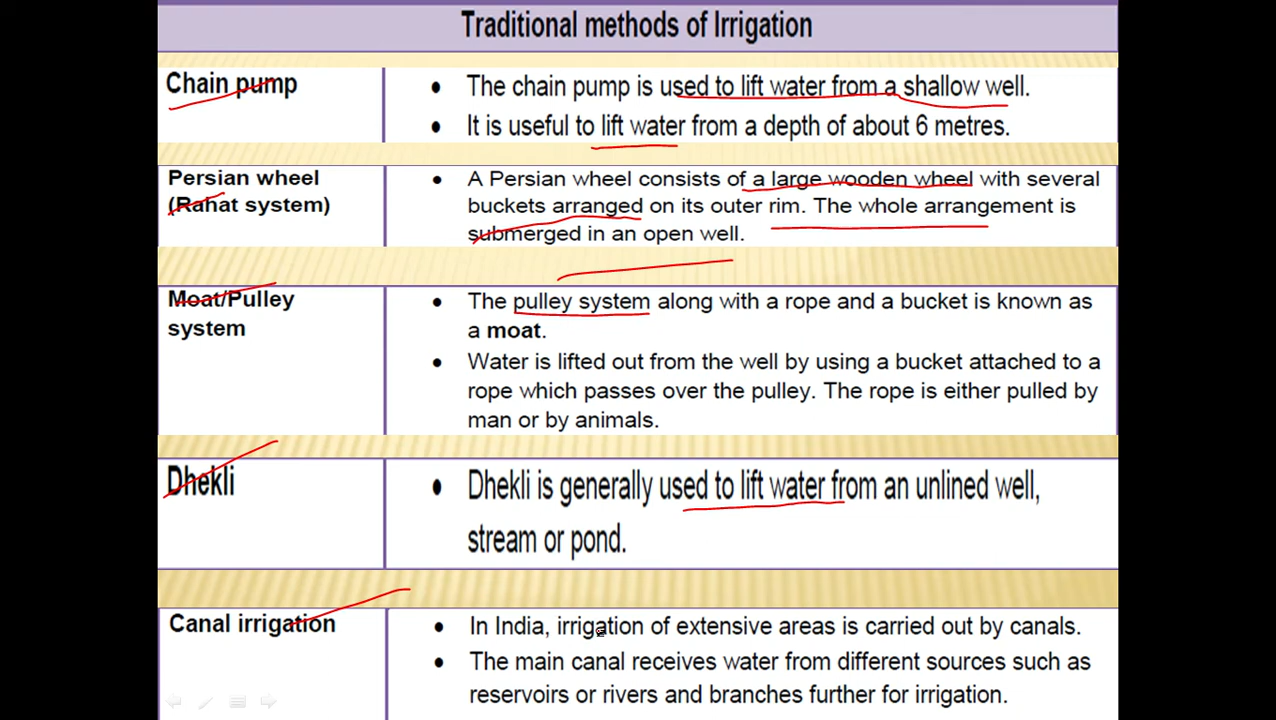 Traditional methods of Irrigation
Chain pump
• The chain pump is used to lift water from a shallow well.
• It is useful to lift water from a depth of about 6 metres.
Persian wheel
(Rahat system)
• A Persian wheel consists of a large wooden wheel with several
buckets arranged on its outer rim. The whole arrangement is
submerged in an open well.
Moat/Pulley
system
• The pulley system along with a rope and a bucket is known as
a moat.
• Water is lifted out from the well by using a bucket attached to a
rope which passes over the pulley. The rope is either pulled by
man or by animals.
Dhekli
• Dhekli is generally used to lift water from an unlined well,
stream or pond.
Canal irrigation
• In India, irrigation of extensive areas is carried out by canals.
• The main canal receives water from different sources such as
reservoirs or rivers and branches further for irrigation.